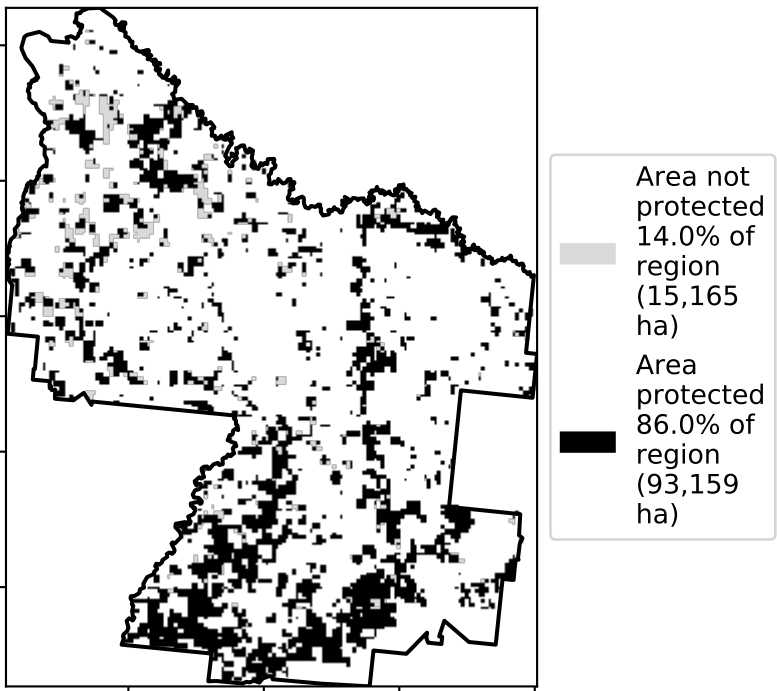 Area not
protected
14.0% of
region
(15,165
ha)
Area
protected
86.0% of
region
(93,159
ha)